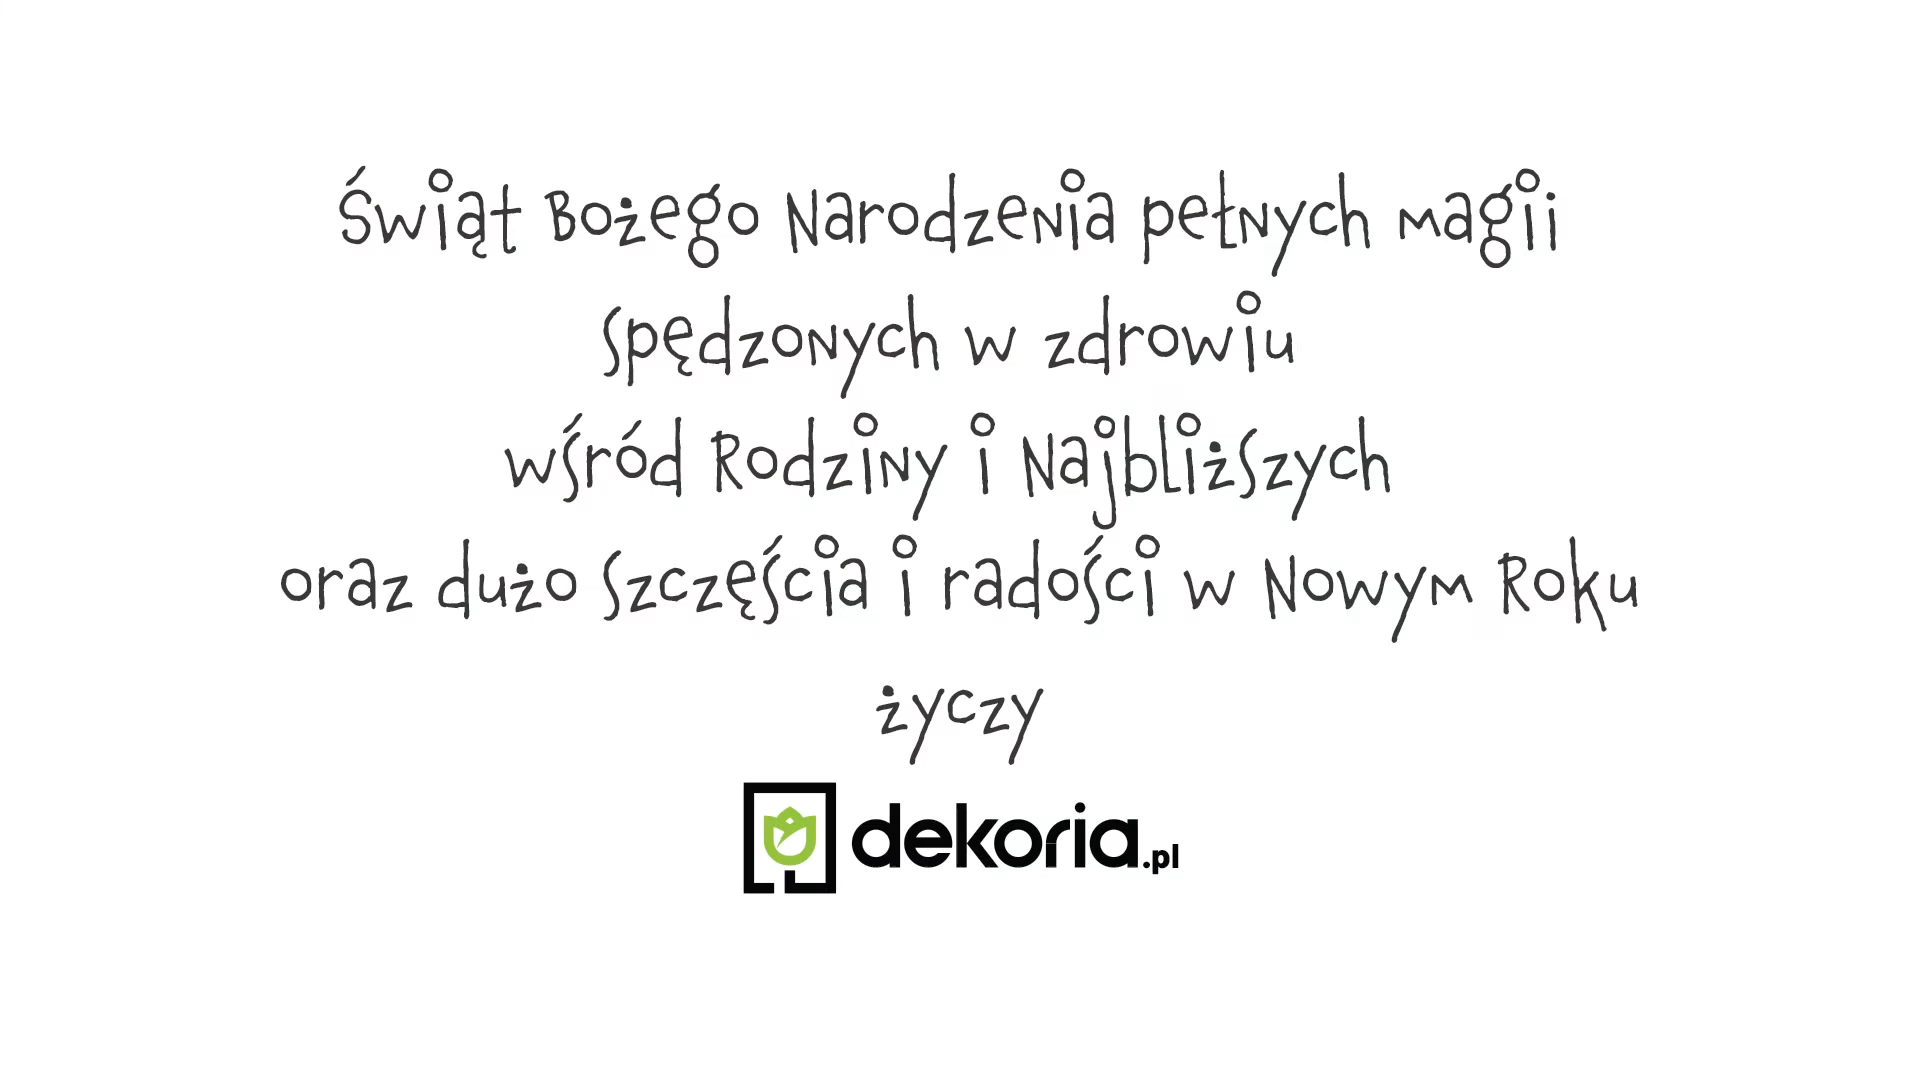 Świąt Bożego Narodzenia pełnych magii
spędzonych w zdrowiu
wśród Rodziny i Najbliższych
oraz dużo szczęścia i radości w Nowym Roku
życzy
dekoria.pl